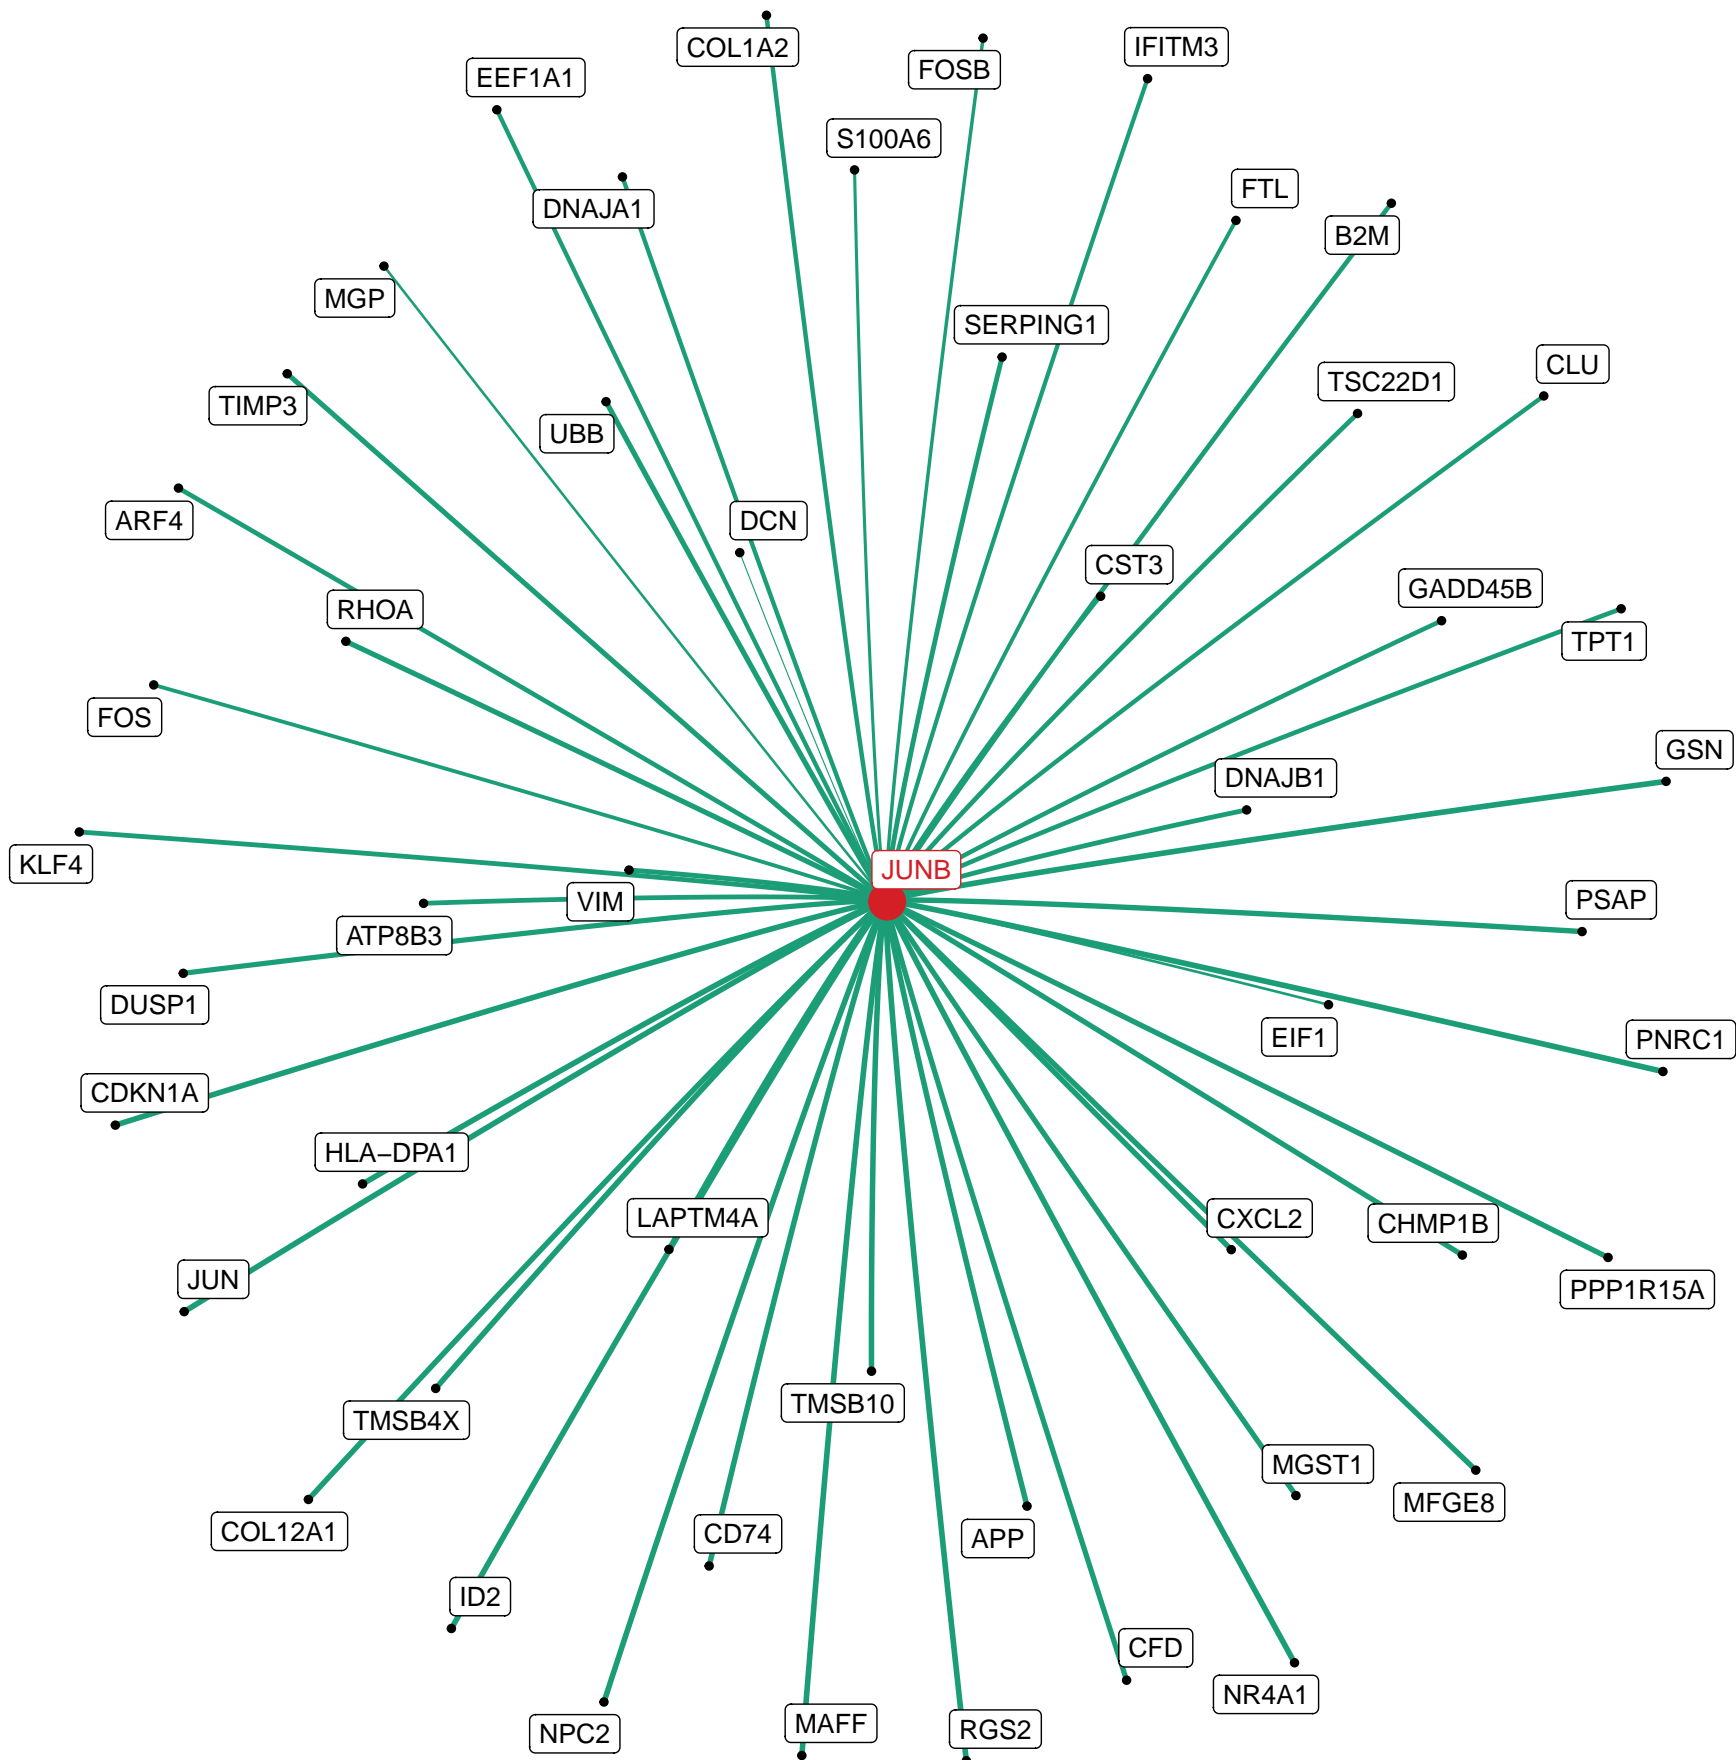 COL1A2
IFITM3
FOSB
EEF1A1
S100A6
FTL
DNAJA1
B2M
MGP
SERPING1
CLU
TSC22D1
TIMP3
UBB
ARF4
DCN
CST3
GADD45B
RHOA
TPT1
FOS
GSN
DNAJB1
KLF4
JUNB
VIM
PSAP
ATP8B3
DUSP1
EIF1
PNRC1
CDKN1A
HLA−DPA1
LAPTM4A
CXCL2
CHMP1B
JUN
PPP1R15A
TMSB10
TMSB4X
MGST1
MFGE8
COL12A1
CD74
APP
ID2
CFD
NR4A1
MAFF
RGS2
NPC2